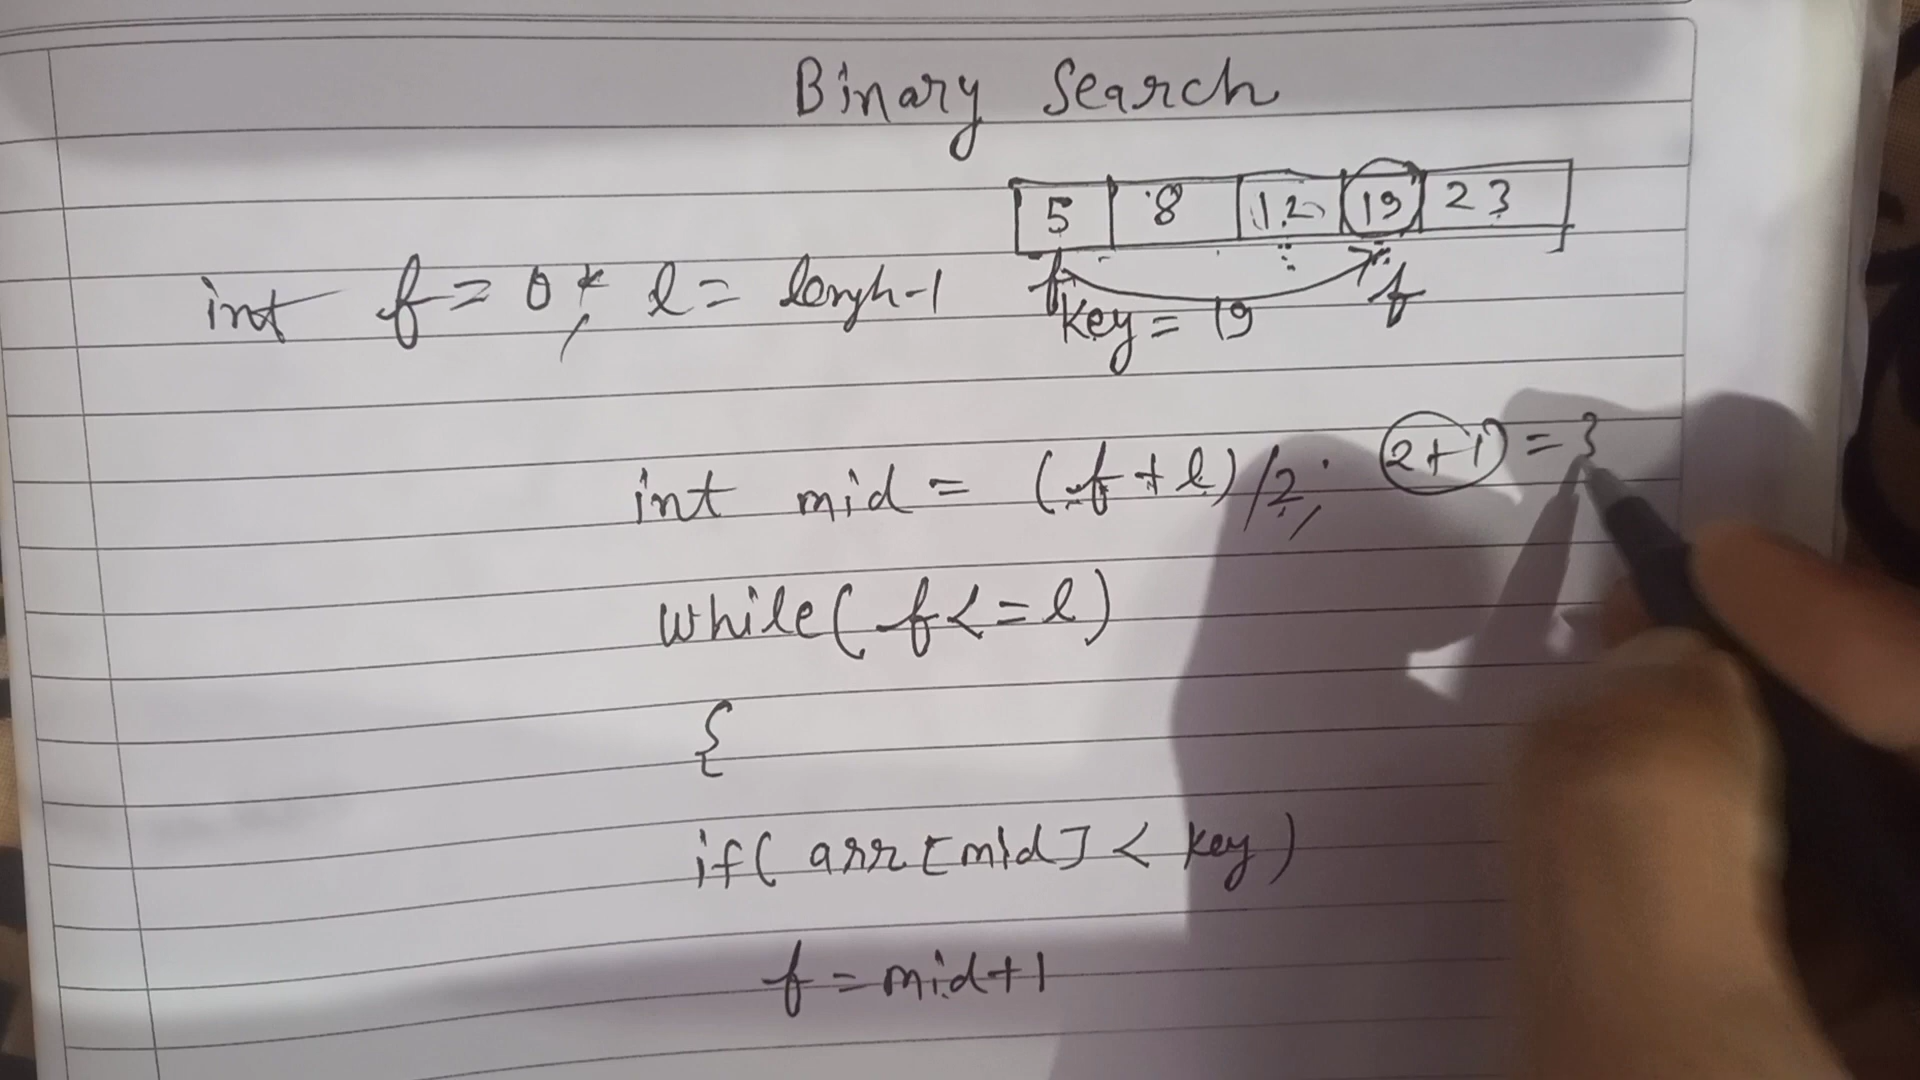 Binary Search
5 8 12 19 23
int f = 0, l = lengh-1
f f
key = 19
int mid = (f+l)/2; 2+1 = 3
while( f<=l)
{
if( arr[mid] < key)
f = mid+1